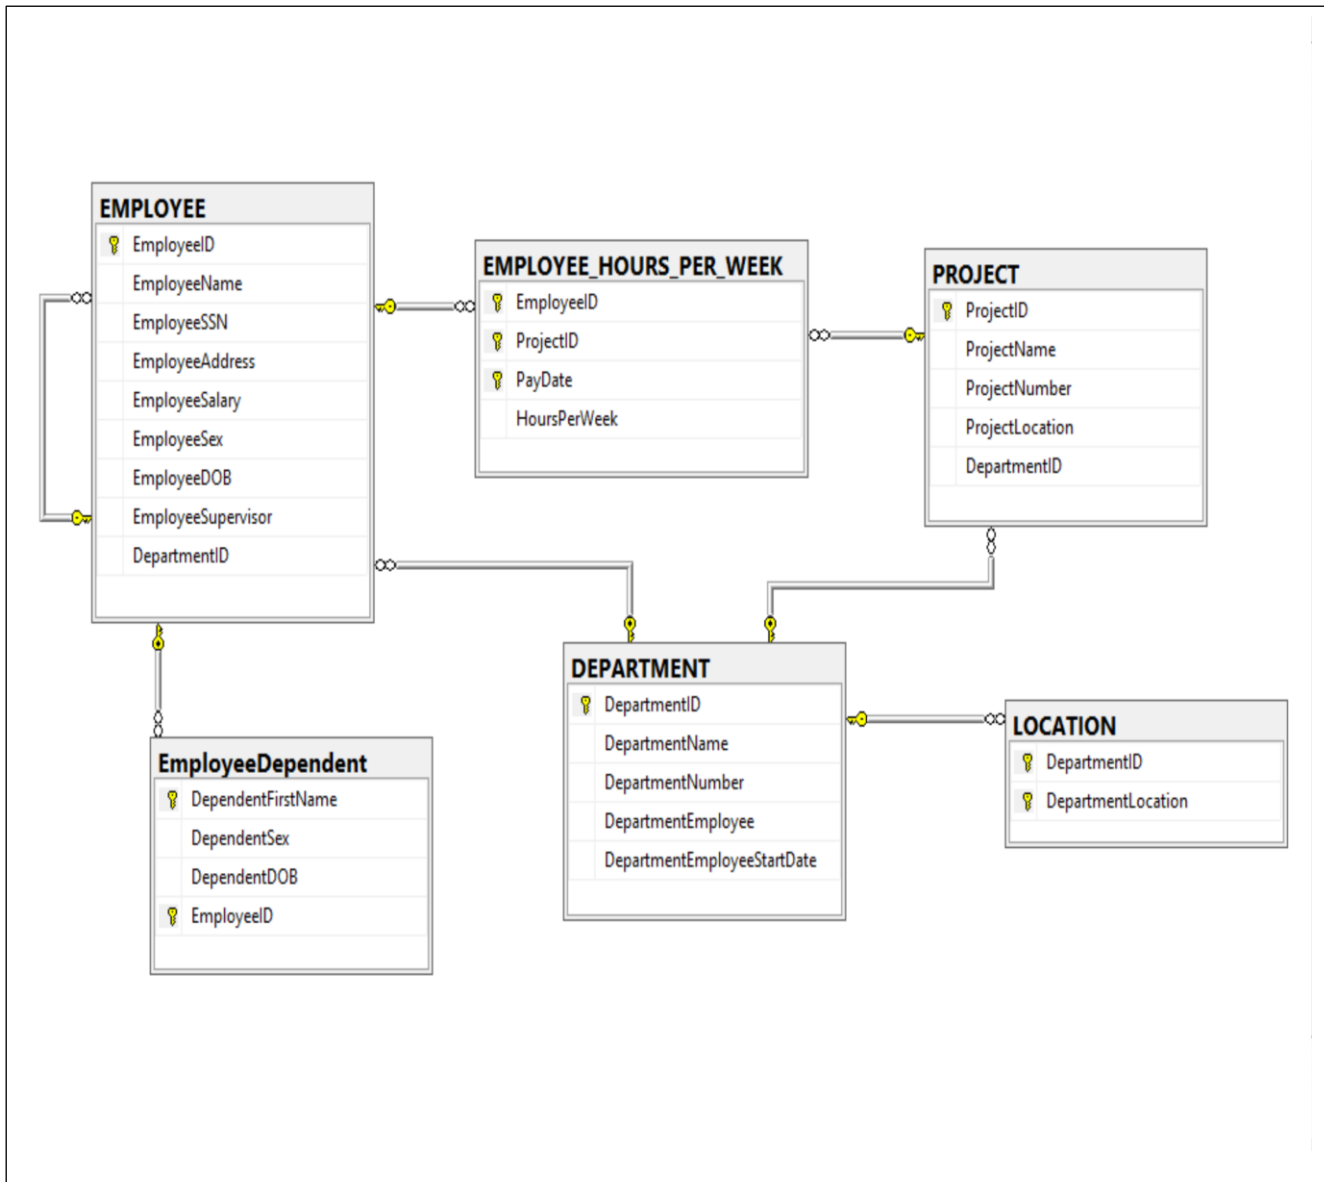 EMPLOYEE
EmployeeID
EmployeeName
EmployeeSSN
EmployeeAddress
EmployeeSalary
EmployeeSex
EmployeeDOB
EmployeeSupervisor
DepartmentID
EMPLOYEE_HOURS_PER_WEEK
EmployeeID
ProjectID
PayDate
HoursPerWeek
PROJECT
ProjectID
ProjectName
ProjectNumber
ProjectLocation
DepartmentID
EmployeeDependent
DependentFirstName
DependentSex
DependentDOB
EmployeeID
DEPARTMENT
DepartmentID
DepartmentName
DepartmentNumber
DepartmentEmployee
DepartmentEmployeeStartDate
LOCATION
DepartmentID
DepartmentLocation